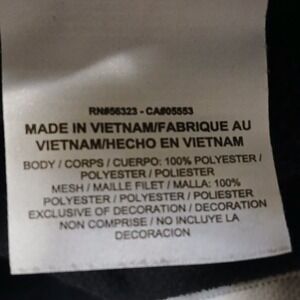 RN#56323 - CA#05553
MADE IN VIETNAM/FABRIQUE AU
VIETNAM/HECHO EN VIETNAM
BODY / CORPS / CUERPO: 100% POLYESTER /
POLYESTER / POLIESTER
MESH / MAILLE FILET / MALLA: 100%
POLYESTER / POLYESTER / POLIESTER
EXCLUSIVE OF DECORATION / DECORATION
NON COMPRISE / NO INCLUYE LA
DECORACION